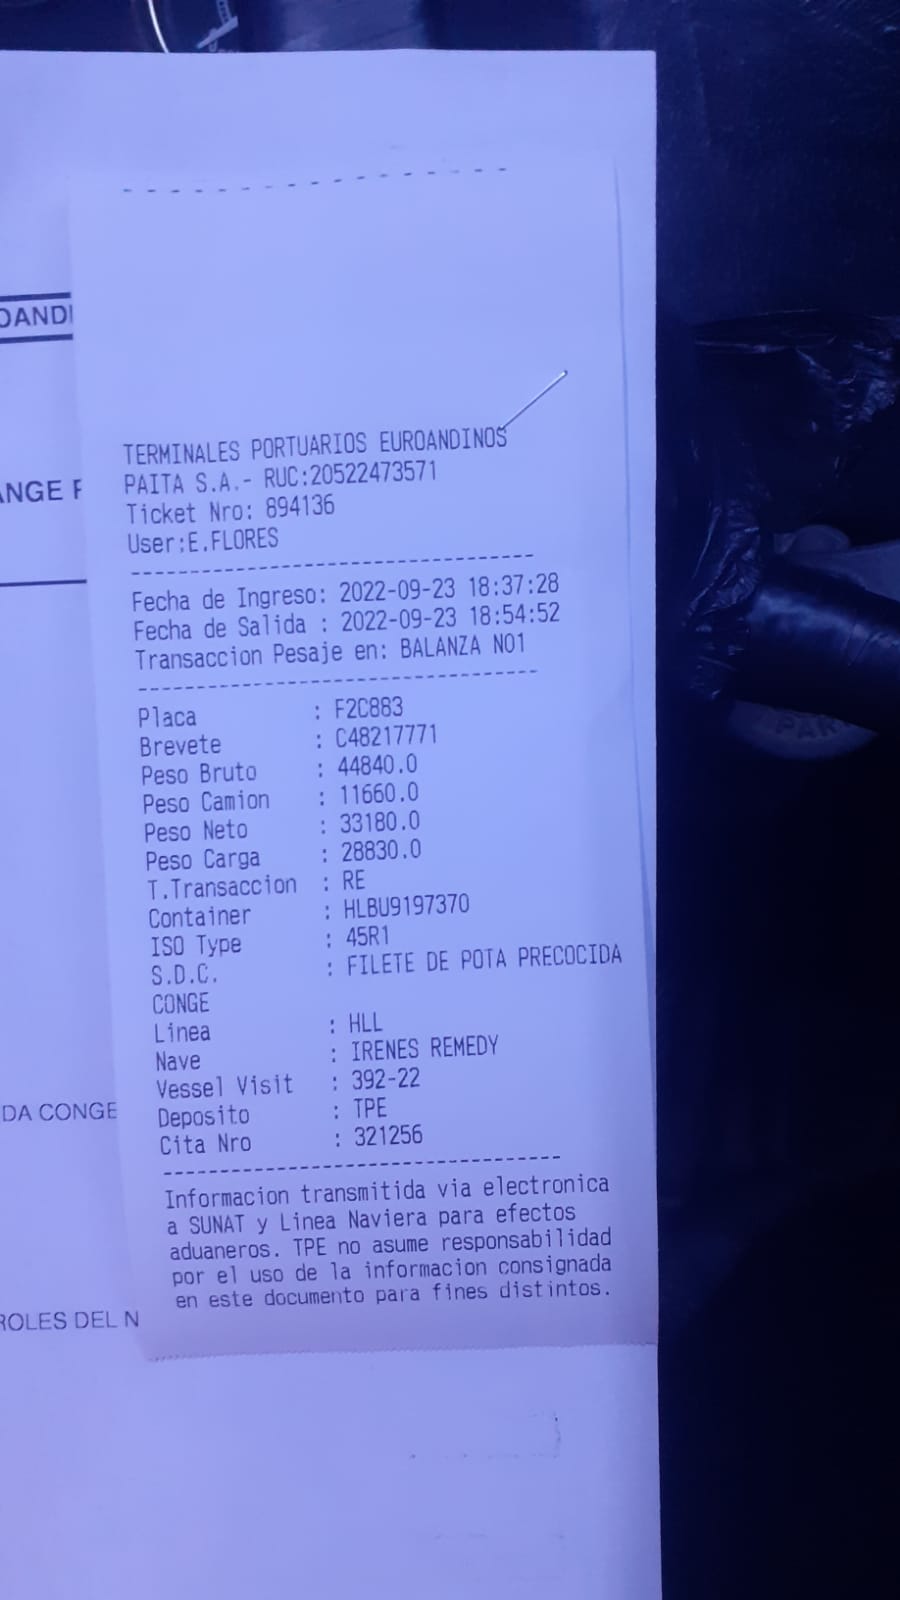 OANDI
ANGE F
TERMINALES PORTUARIOS EUROANDINOS
PAITA S.A.- RUC:20522473571
Ticket Nro: 894136
User:E.FLORES
--------------------------------
Fecha de Ingreso: 2022-09-23 18:37:28
Fecha de Salida : 2022-09-23 18:54:52
Transaccion Pesaje en: BALANZA NO1
--------------------------------
Placa : F2C883
Brevete : C48217771
Peso Bruto : 44840.0
Peso Camion : 11660.0
Peso Neto : 33180.0
Peso Carga : 28830.0
T.Transaccion : RE
Container : HLBU9197370
ISO Type : 45R1
S.D.C. : FILETE DE POTA PRECOCIDA
CONGE
Linea : HLL
Nave : IRENES REMEDY
Vessel Visit : 392-22
Deposito : TPE
Cita Nro : 321256
--------------------------------
Informacion transmitida via electronica
a SUNAT y Linea Naviera para efectos
aduaneros. TPE no asume responsabilidad
por el uso de la informacion consignada
en este documento para fines distintos.
DA CONGE
ROLES DEL N